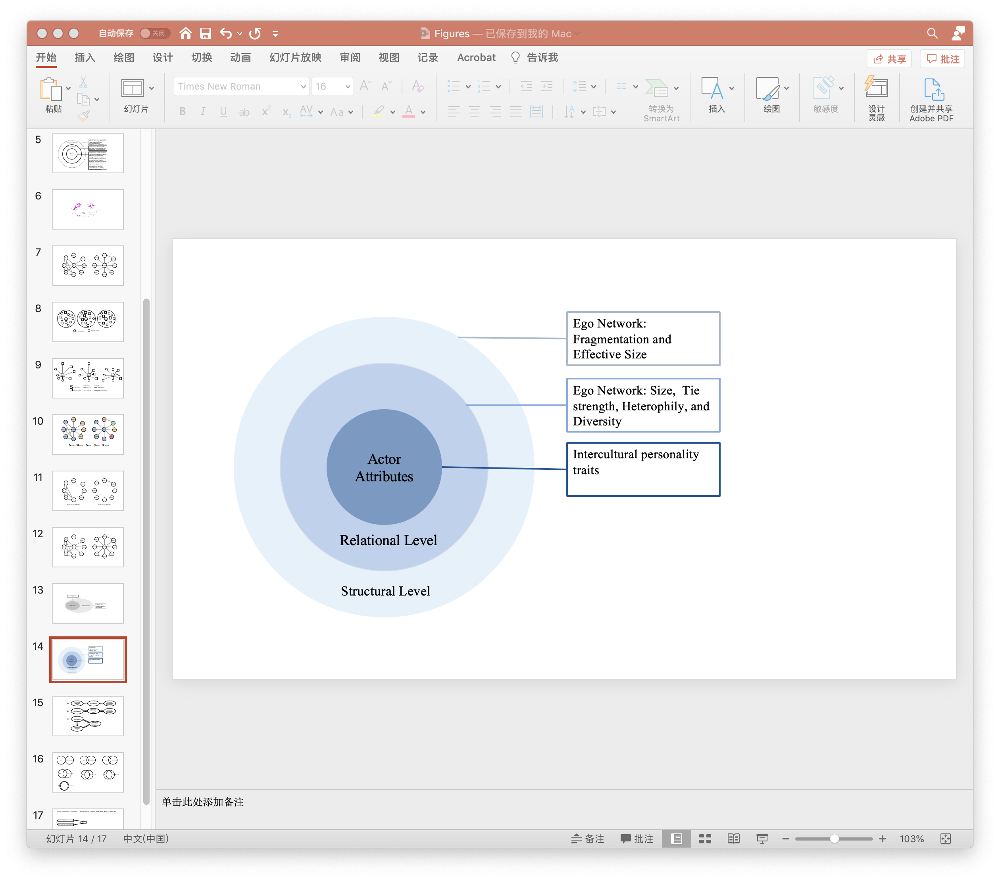 自动保存 关闭 Figures — 已保存到我的 Mac
开始 插入 绘图 设计 切换 动画 幻灯片放映 审阅 视图 记录 Acrobat 告诉我 共享 批注
粘贴
幻灯片
Times New Roman 16
转换为
SmartArt
插入
绘图
敏感度
设计
灵感
创建并共享
Adobe PDF
5
6
7
8
9
10
11
12
13
14
15
16
17
Ego Network:
Fragmentation and
Effective Size
Ego Network: Size, Tie
strength, Heterophily, and
Diversity
Intercultural personality
traits
Actor
Attributes
Relational Level
Structural Level
单击此处添加备注
幻灯片 14 / 17 中文(中国) 备注 批注 103%